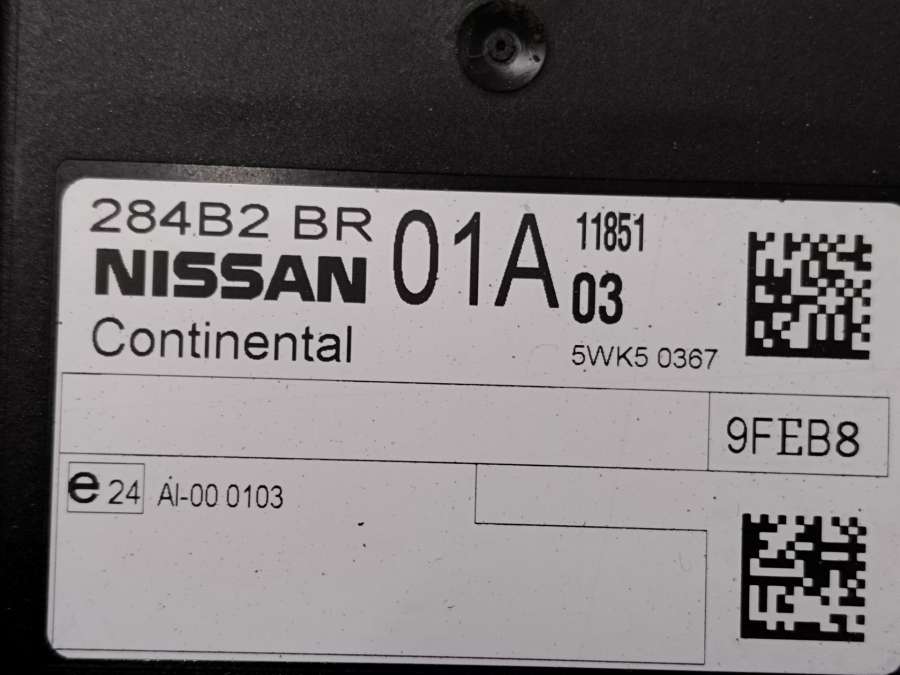 284B2 BR 01A 11851
NISSAN 03
Continental 5WK5 0367
9FEB8
e 24 AI-00 0103